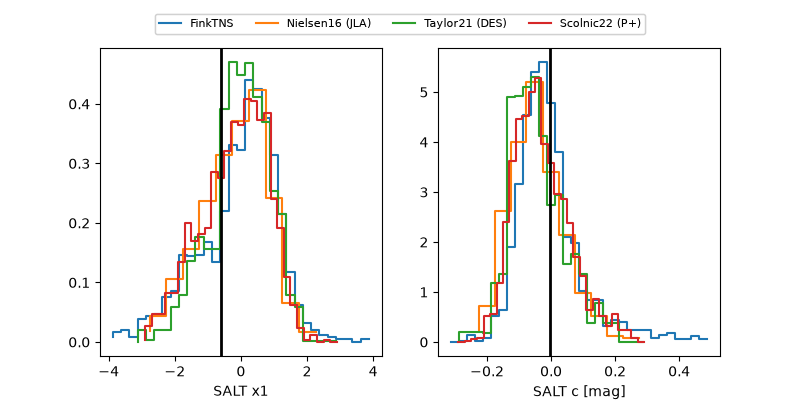 FinkTNS Nielsen16 (JLA) Taylor21 (DES) Scolnic22 (P+)
0.4
0.3
0.2
0.1
0.0
−4 −2 0 2 4
SALT x1
5
4
3
2
1
0
−0.2 0.0 0.2 0.4
SALT c [mag]